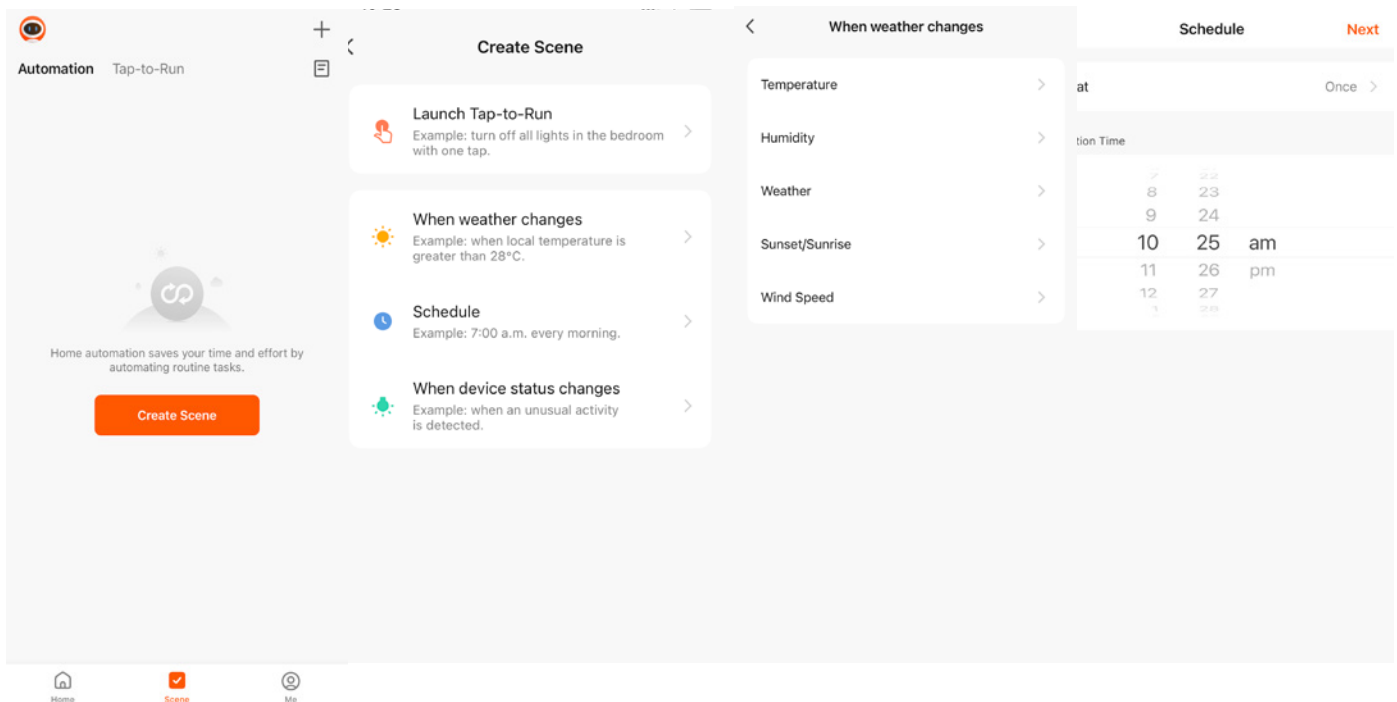 Automation Tap-to-Run
Home automation saves your time and effort by
automating routine tasks.
Create Scene
Home
Scene
Me
Create Scene
Launch Tap-to-Run
Example: turn off all lights in the bedroom
with one tap.
When weather changes
Example: when local temperature is
greater than 28°C.
Schedule
Example: 7:00 a.m. every morning.
When device status changes
Example: when an unusual activity
is detected.
When weather changes
Temperature
Humidity
Weather
Sunset/Sunrise
Wind Speed
Schedule Next
at Once
tion Time
7 22
8 23
9 24
10 25 am
11 26 pm
12 27
1 28